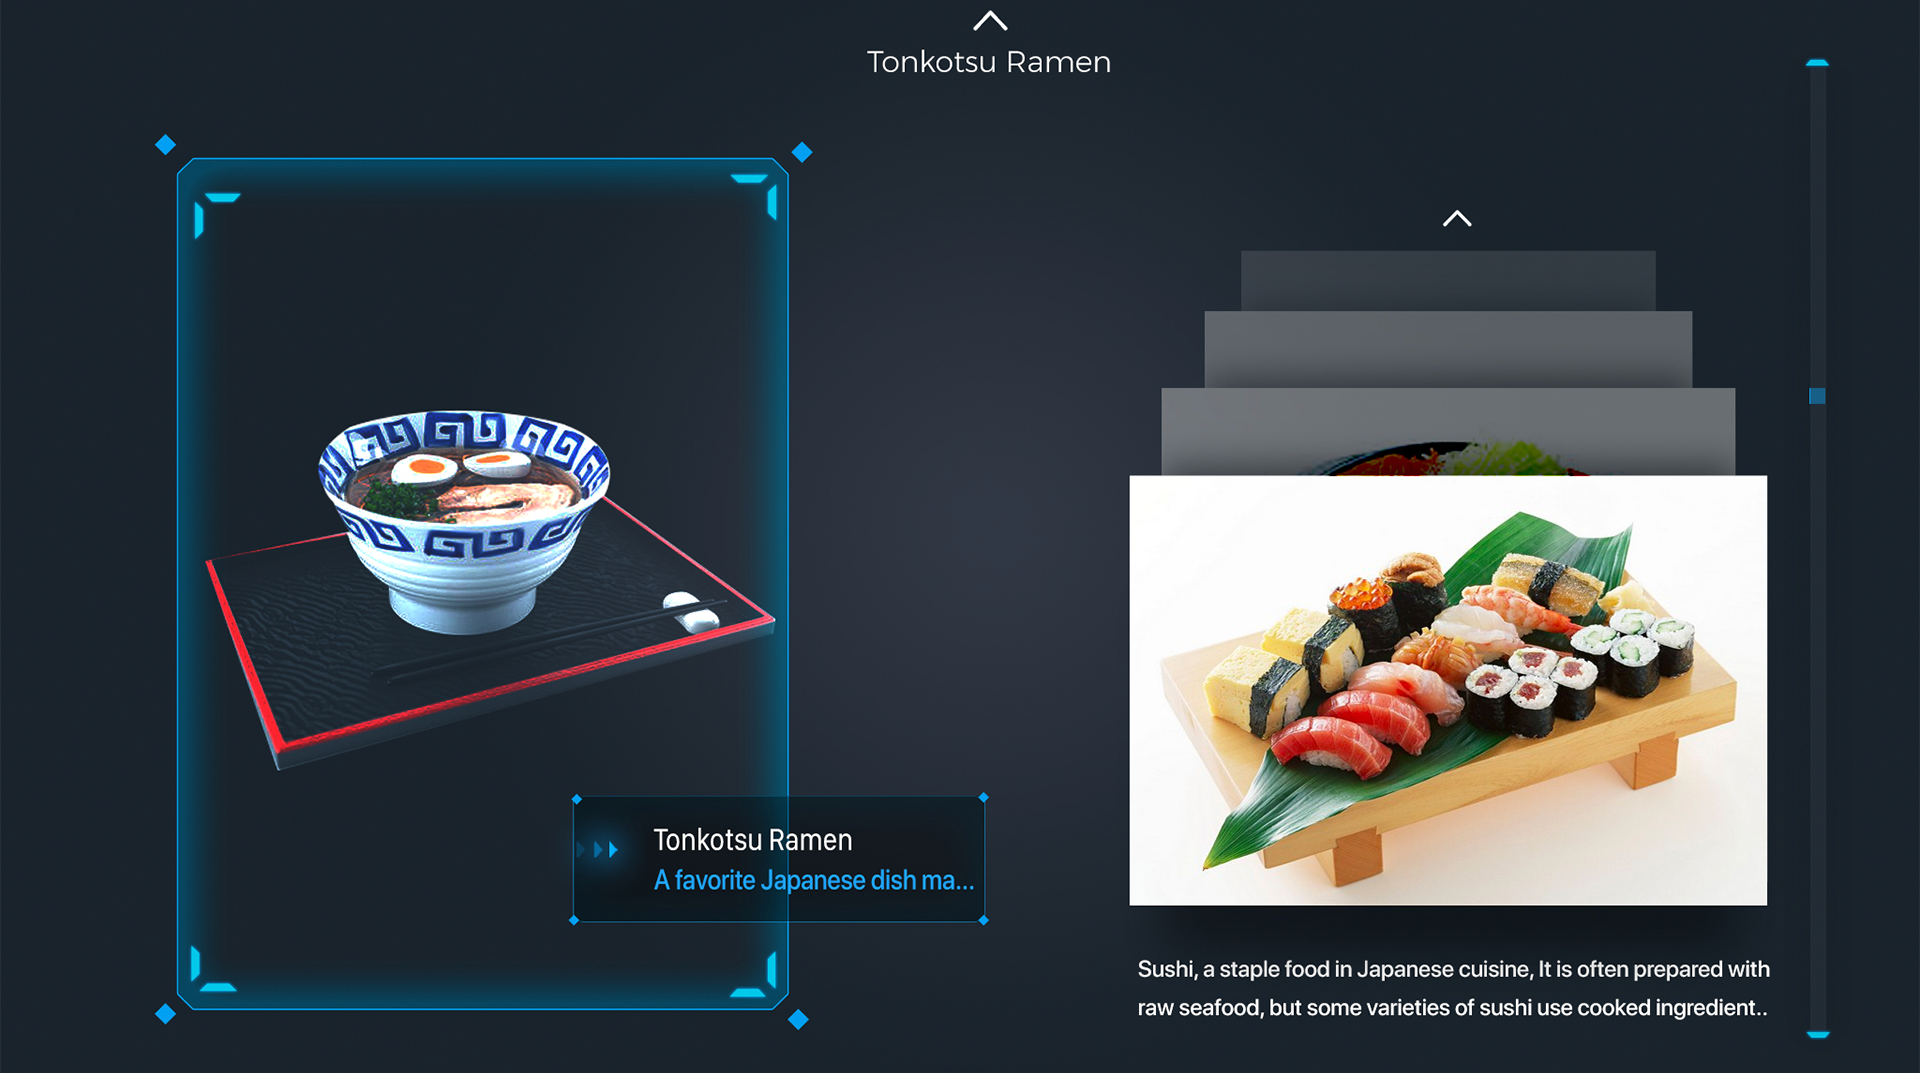 Tonkotsu Ramen
Tonkotsu Ramen
A favorite Japanese dish ma...
Sushi, a staple food in Japanese cuisine, It is often prepared with
raw seafood, but some varieties of sushi use cooked ingredient..